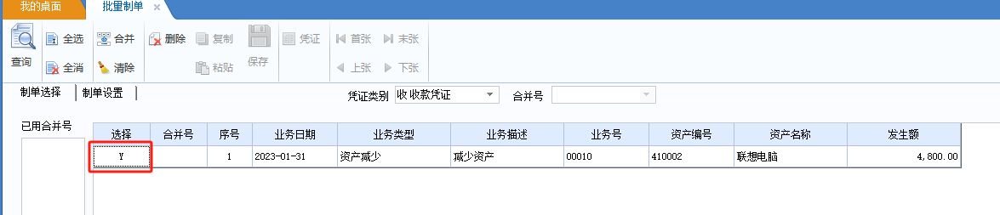 我的桌面 批量制单
查询 全选 合并 删除 复制 保存 凭证 首张 末张
全消 清除 粘贴 上张 下张
制单选择 制单设置 凭证类别 收 收款凭证 合并号
已用合并号
选择 合并号 序号 业务日期 业务类型 业务描述 业务号 资产编号 资产名称 发生额
Y 1 2023-01-31 资产减少 减少资产 00010 410002 联想电脑 4,800.00